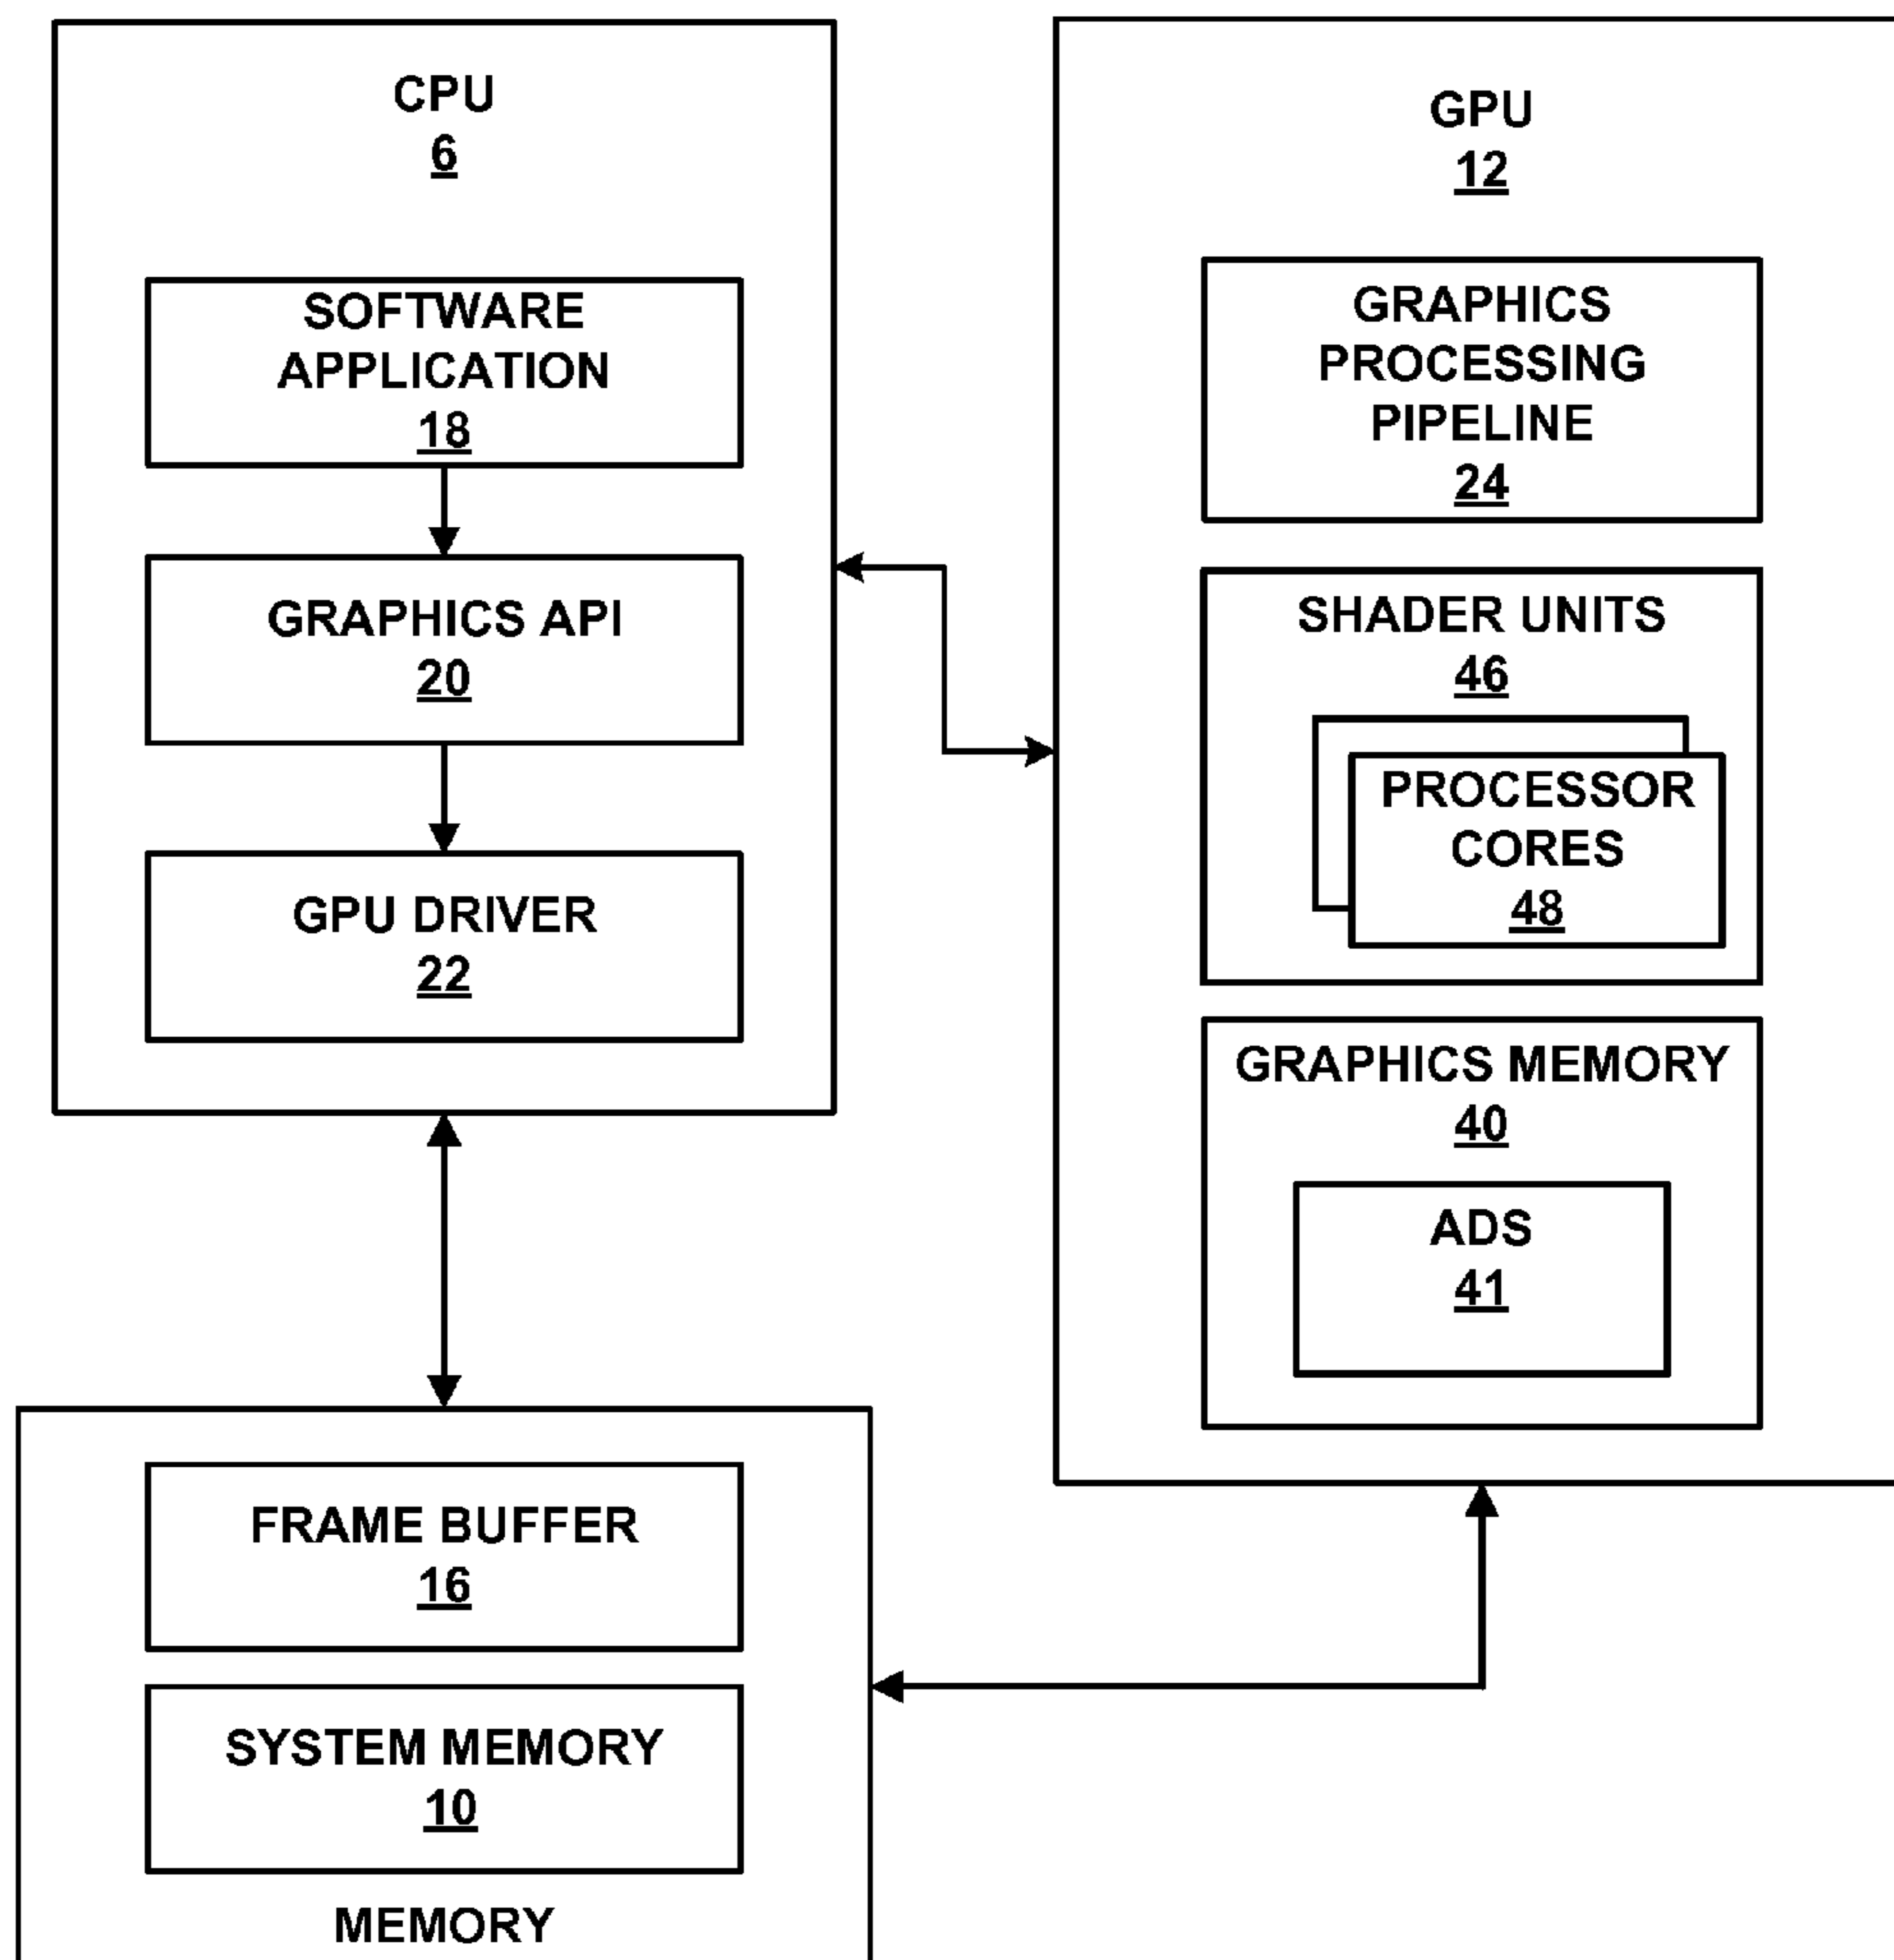 CPU
6
SOFTWARE
APPLICATION
18
GRAPHICS API
20
GPU DRIVER
22
GPU
12
GRAPHICS
PROCESSING
PIPELINE
24
SHADER UNITS
46
PROCESSOR
CORES
48
GRAPHICS MEMORY
40
ADS
41
FRAME BUFFER
16
SYSTEM MEMORY
10
MEMORY